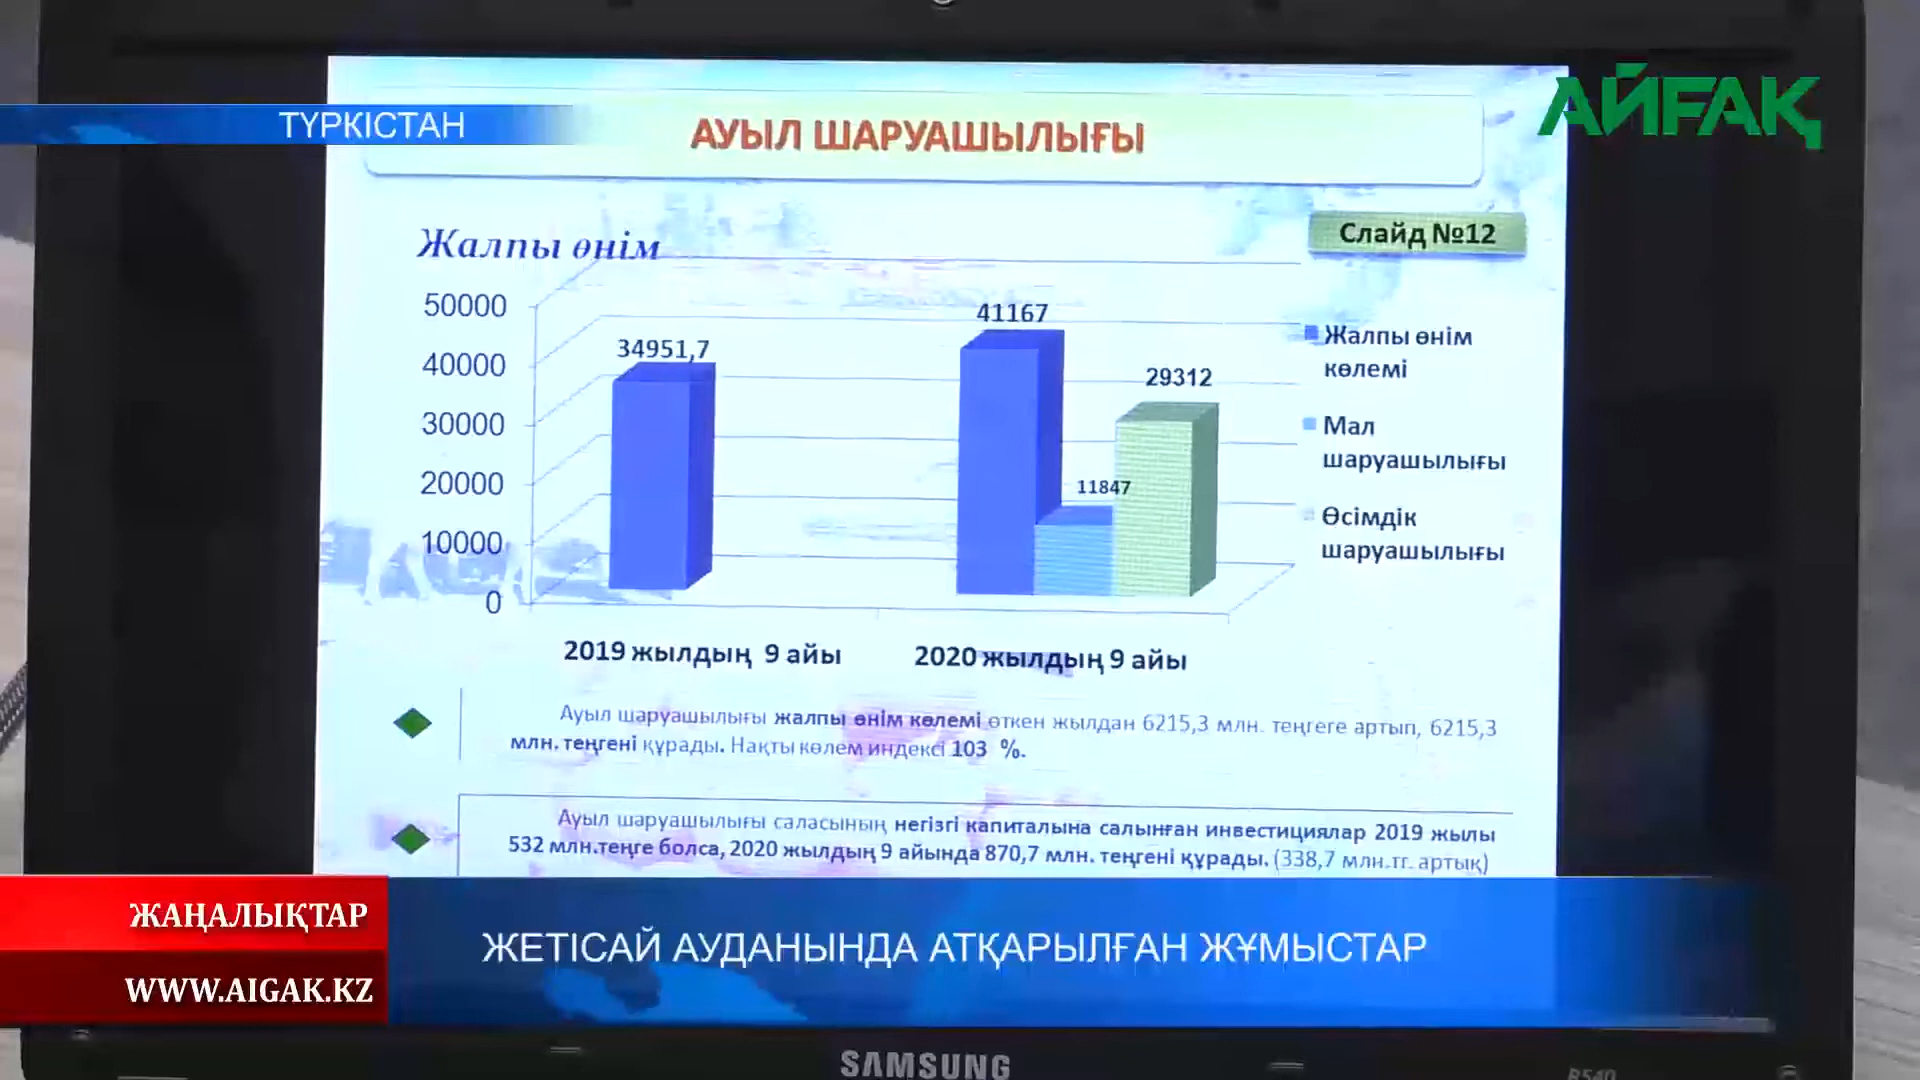 ТҮРКІСТАН
АЙҒАҚ
АУЫЛ ШАРУАШЫЛЫҒЫ
Слайд №12
Жалпы өнім
50000
40000
30000
20000
10000
0
34951,7
41167
11847
29312
Жалпы өнім
көлемі
Мал
шаруашылығы
Өсімдік
шаруашылығы
2019 жылдың 9 айы
2020 жылдың 9 айы
Ауыл шаруашылығы жалпы өнім көлемі өткен жылдан 6215,3 млн. теңгеге артып, 6215,3
млн. теңгені құрады. Нақты көлем индексі 103 %.
Ауыл шаруашылығы саласының негізгі капиталына салынған инвестициялар 2019 жылы
532 млн.теңге болса, 2020 жылдың 9 айында 870,7 млн. теңгені құрады. (338,7 млн.тг. артық)
ЖАҢАЛЫҚТАР
WWW.AIGAK.KZ
ЖЕТІСАЙ АУДАНЫНДА АТҚАРЫЛҒАН ЖҰМЫСТАР
SAMSUNG
R540